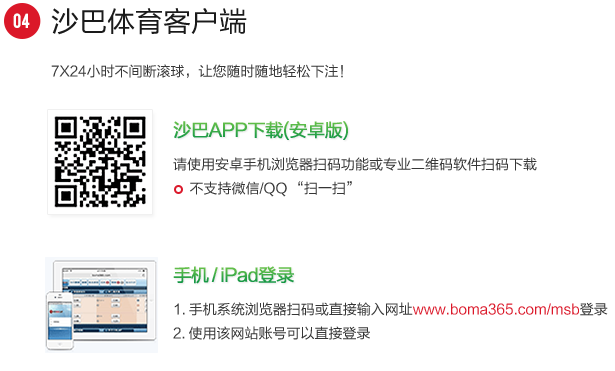 04 沙巴体育客户端
7X24小时不间断滚球，让您随时随地轻松下注！
沙巴APP下载(安卓版)
请使用安卓手机浏览器扫码功能或专业二维码软件扫码下载
不支持微信/QQ “扫一扫”
手机 / iPad登录
1. 手机系统浏览器扫码或直接输入网址www.boma365.com/msb登录
2. 使用该网站账号可以直接登录